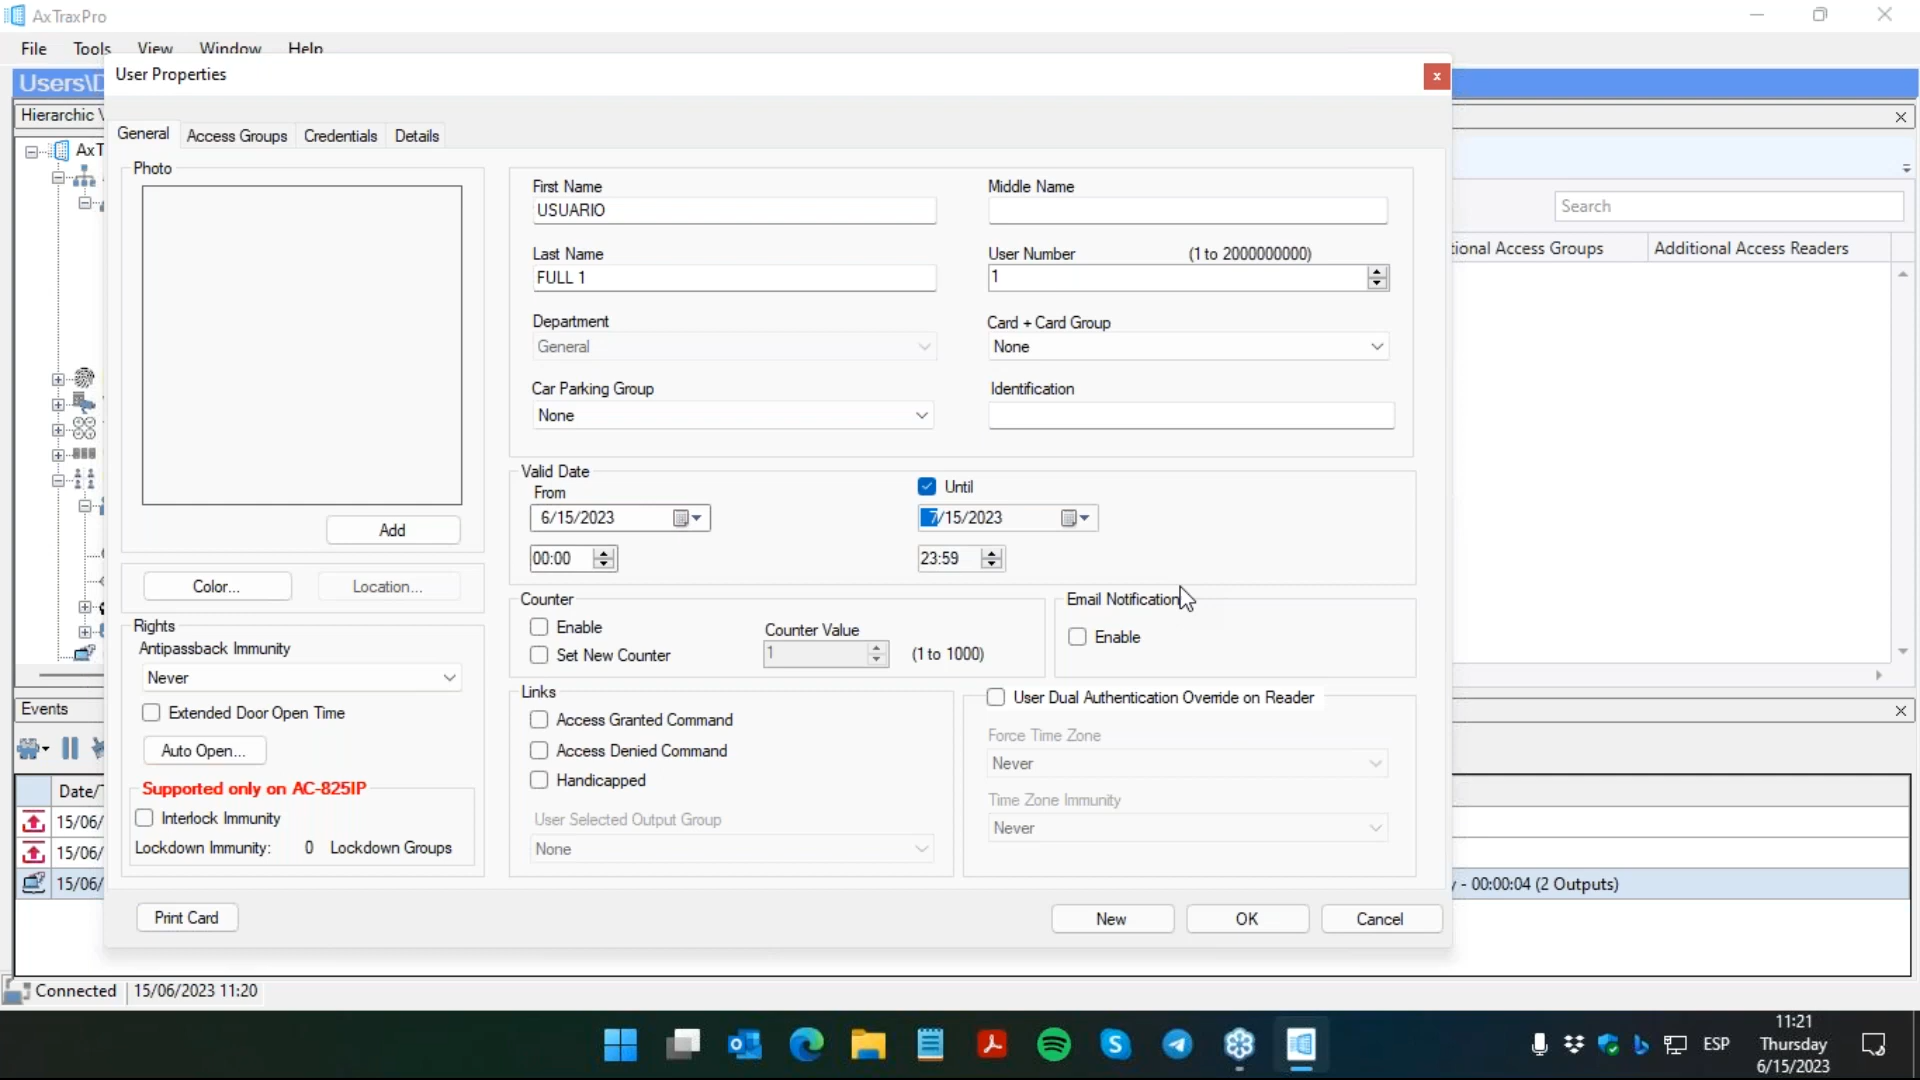 AxTraxPro
File Tools View Window Help
Users\D
User Properties
Hierarchic V
AxT
General Access Groups Credentials Details
Photo
Add
Color... Location...
Rights
Antipassback Immunity
Never
Extended Door Open Time
Auto Open...
Supported only on AC-825IP
Interlock Immunity
Lockdown Immunity: 0 Lockdown Groups
First Name
USUARIO
Middle Name
Last Name
FULL 1
User Number (1 to 2000000000)
1
Department
General
Card + Card Group
None
Car Parking Group
None
Identification
Valid Date
From
6/15/2023
00:00
Until
7/15/2023
23:59
Counter
Enable
Set New Counter
Counter Value
1
(1 to 1000)
Email Notification
Enable
Links
Access Granted Command
Access Denied Command
Handicapped
User Selected Output Group
None
User Dual Authentication Override on Reader
Force Time Zone
Never
Time Zone Immunity
Never
Print Card New OK Cancel
Search
tional Access Groups Additional Access Readers
Events
Date/T
15/06/
15/06/
15/06/
- 00:00:04 (2 Outputs)
Connected 15/06/2023 11:20
ESP
11:21
Thursday
6/15/2023